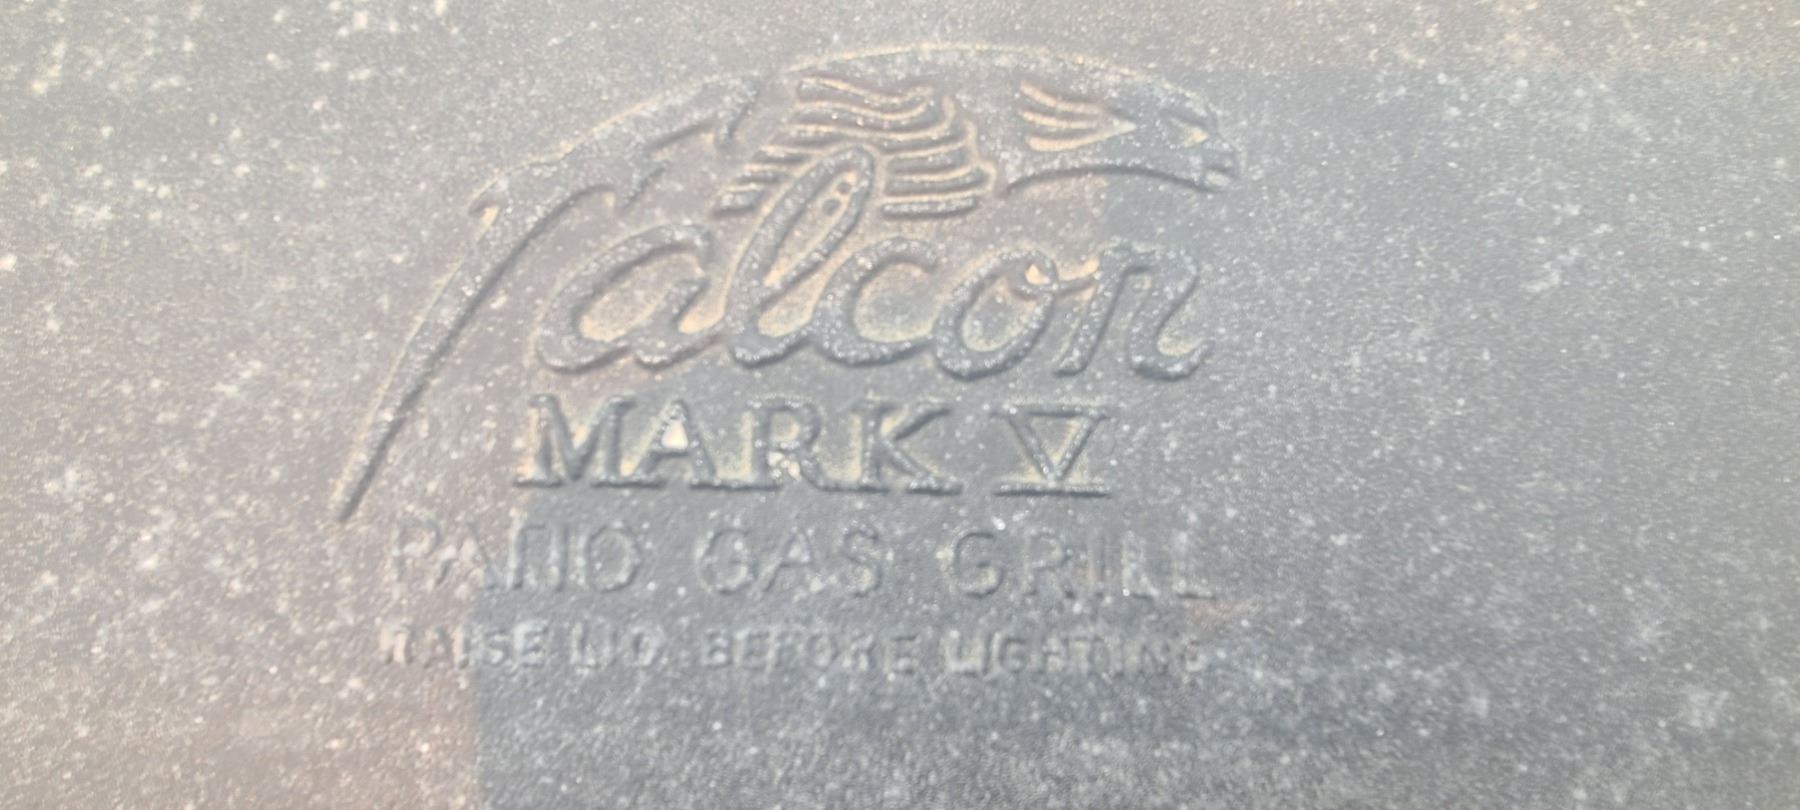 Falcon
MARK V
PATIO GAS GRILL
RAISE LID BEFORE LIGHTING